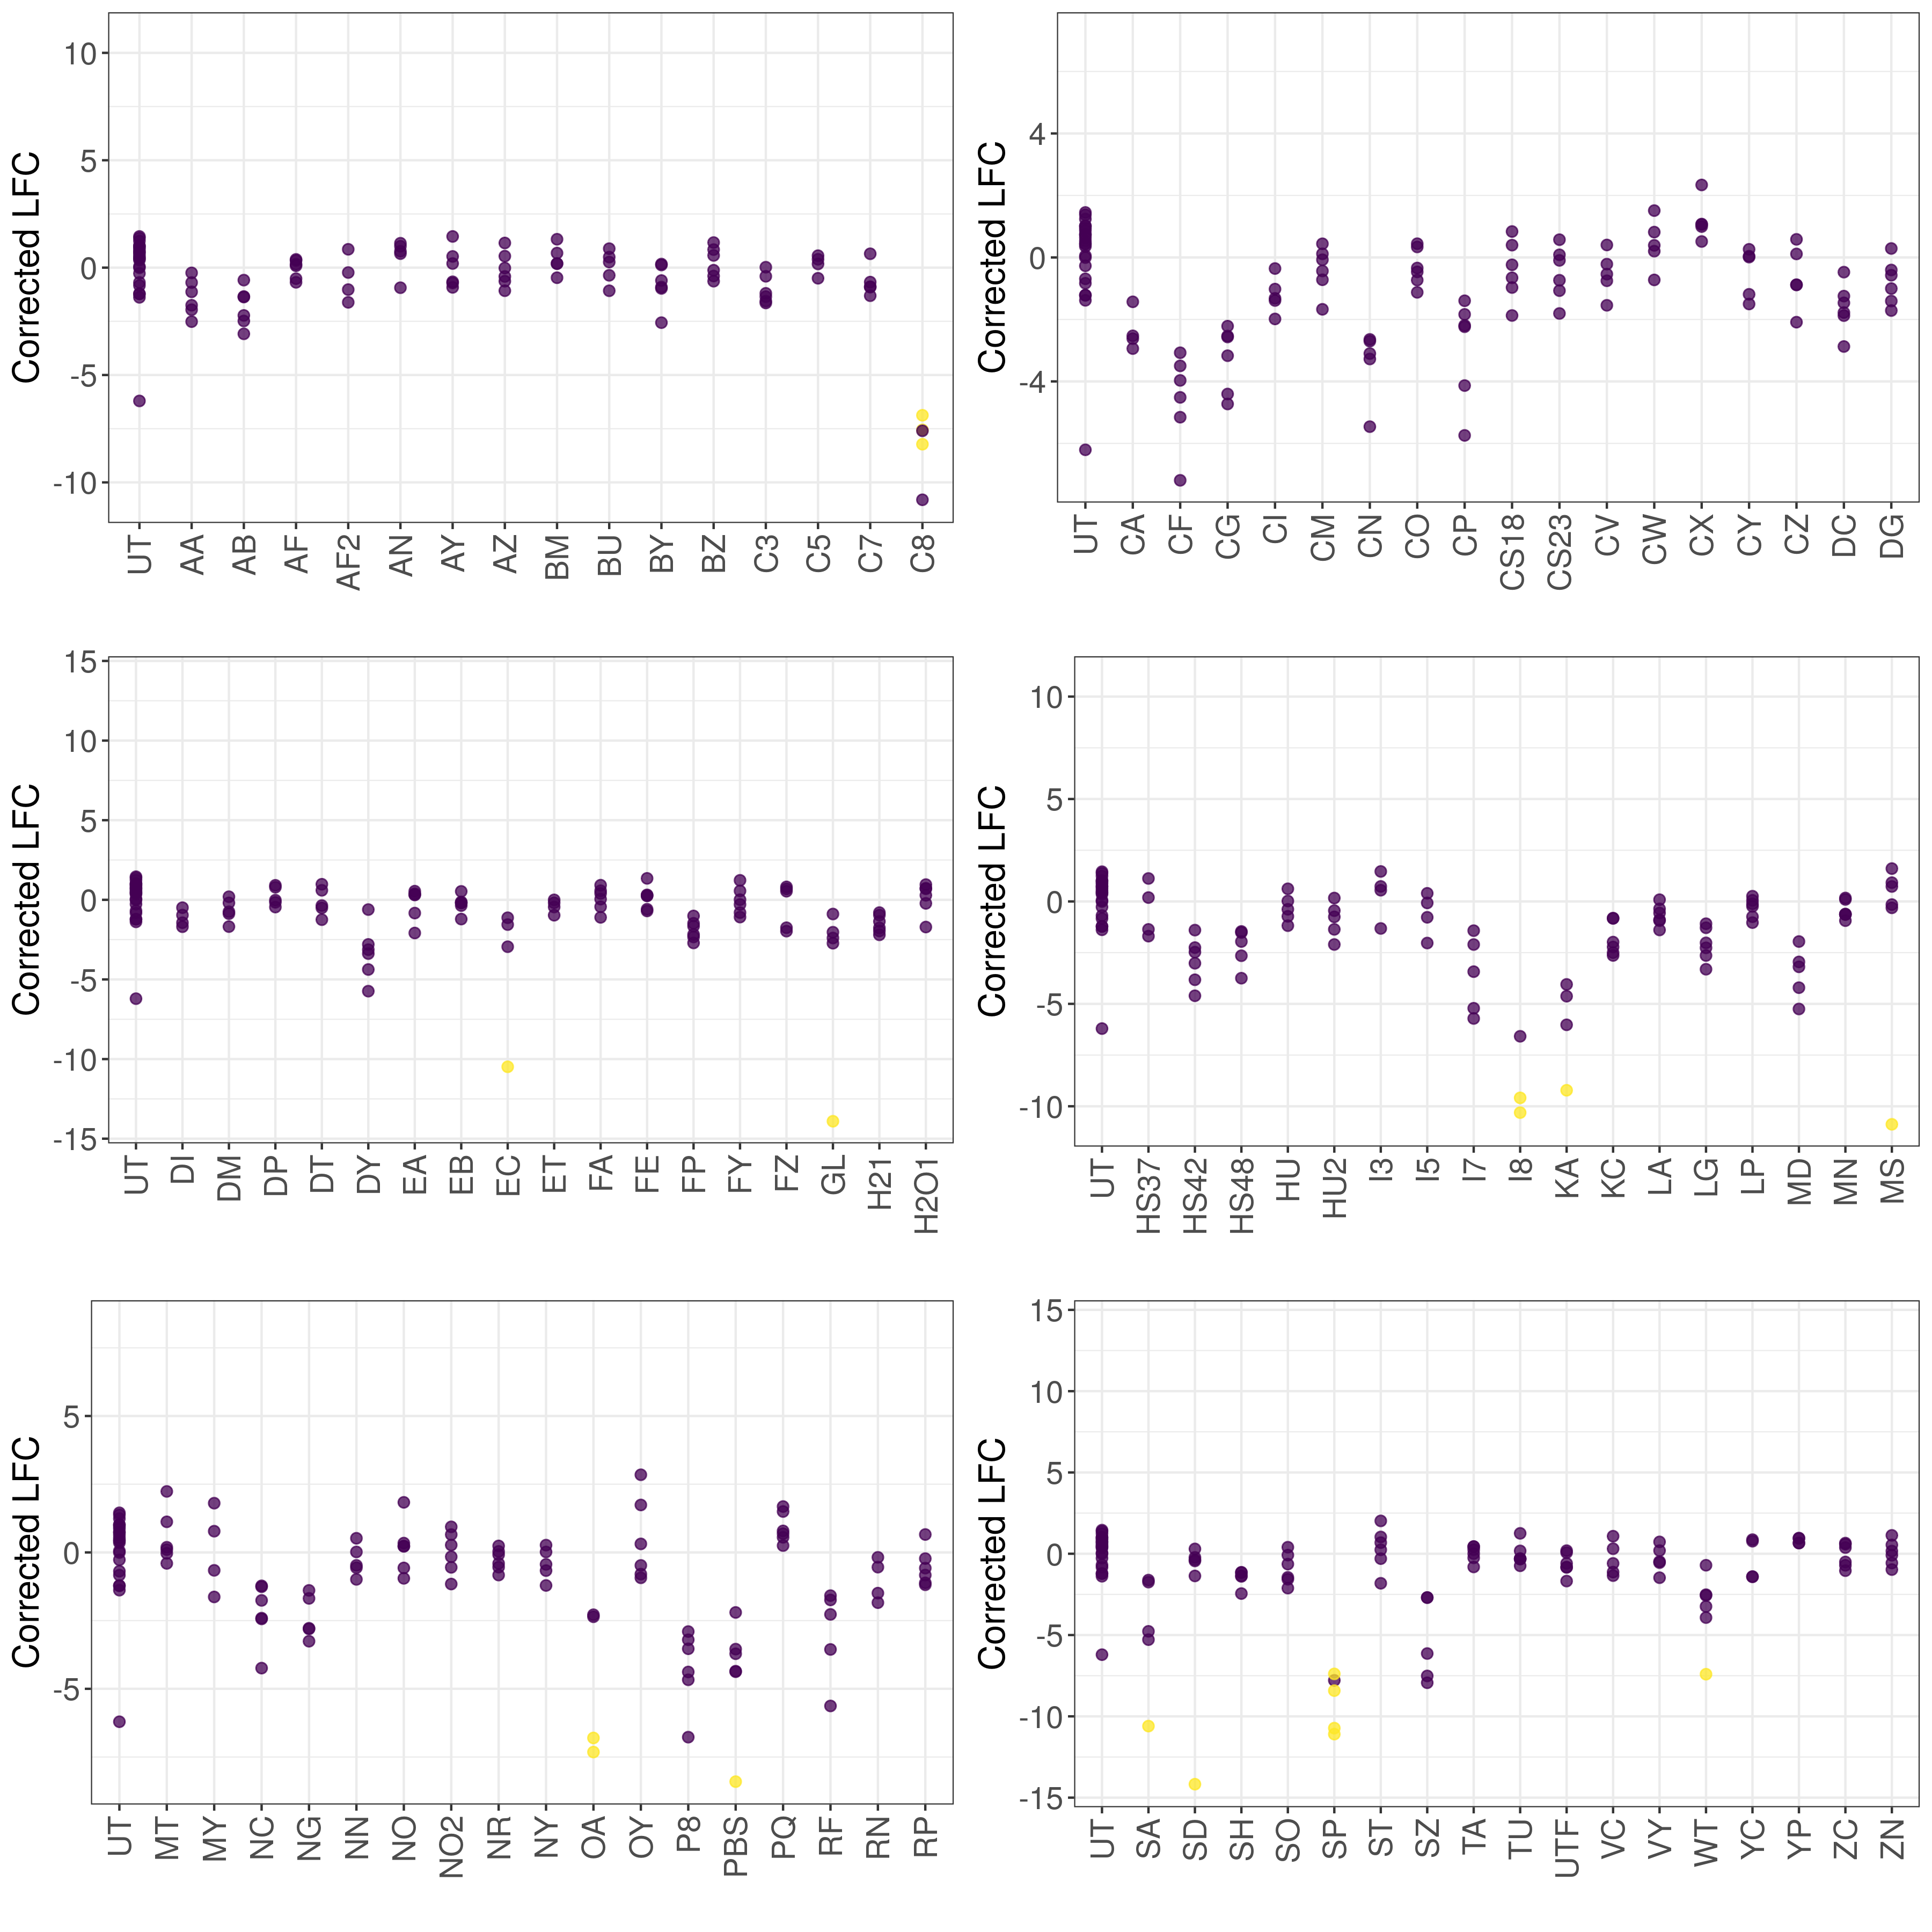 Corrected LFC
10
5
0
-5
-10
UT AA AB AF AF2 AN AY AZ BM BU BY BZ C3 C5 C7 C8
Corrected LFC
4
0
-4
UT CA CF CG CI CM CN CO CP CS18 CS23 CV CW CX CY CZ DC DG
Corrected LFC
15
10
5
0
-5
-10
-15
UT DI DM DP DT DY EA EB EC ET FA FE FP FY FZ GL H21 H2O1
Corrected LFC
10
5
0
-5
-10
UT HS37 HS42 HS48 HU HU2 I3 I5 I7 I8 KA KC LA LG LP MD MN MS
Corrected LFC
5
0
-5
UT MT MY NC NG NN NO NO2 NR NY OA OY P8 PBS PQ RF RN RP
Corrected LFC
15
10
5
0
-5
-10
-15
UT SA SD SH SO SP ST SZ TA TU UTF VC VY WT YC YP ZC ZN